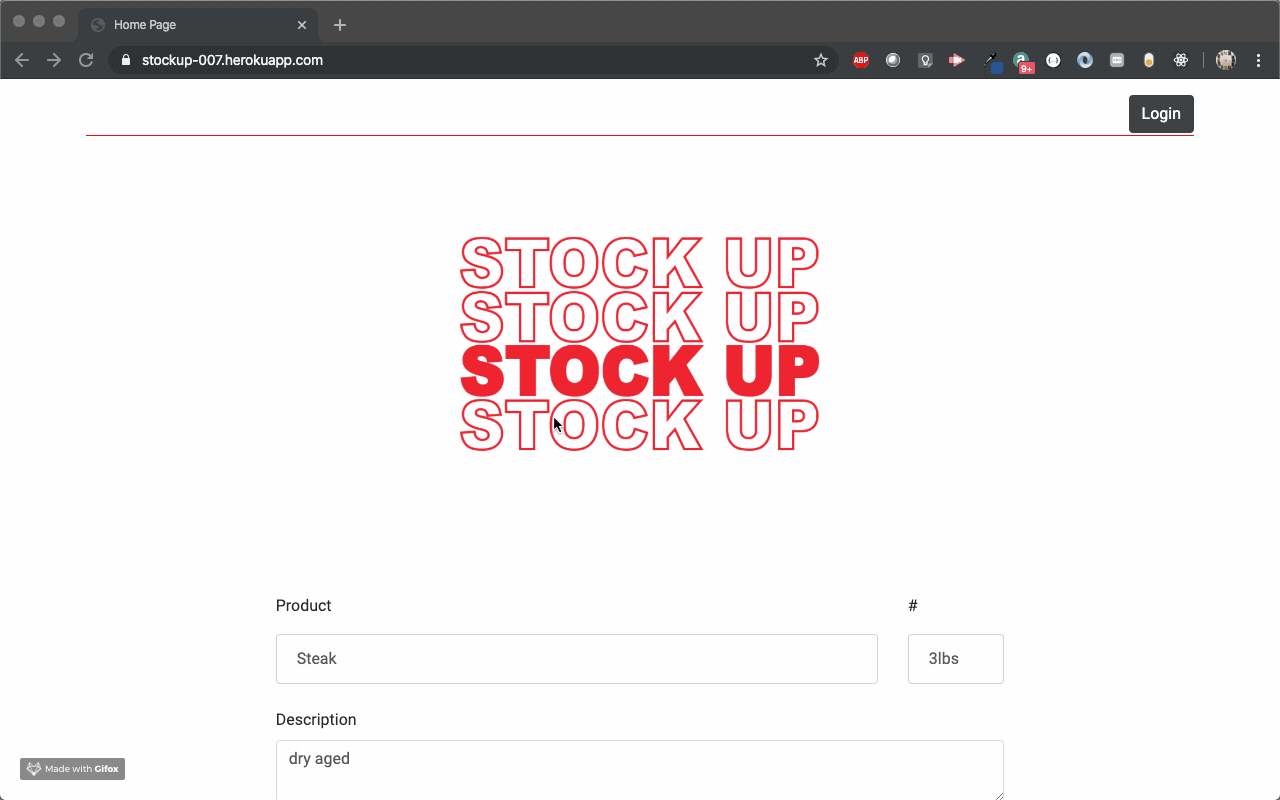 Home Page
stockup-007.herokuapp.com
ABP
9+
Login
STOCK UP
STOCK UP
STOCK UP
STOCK UP
Product
#
Steak
3lbs
Description
dry aged
Made with Gifox